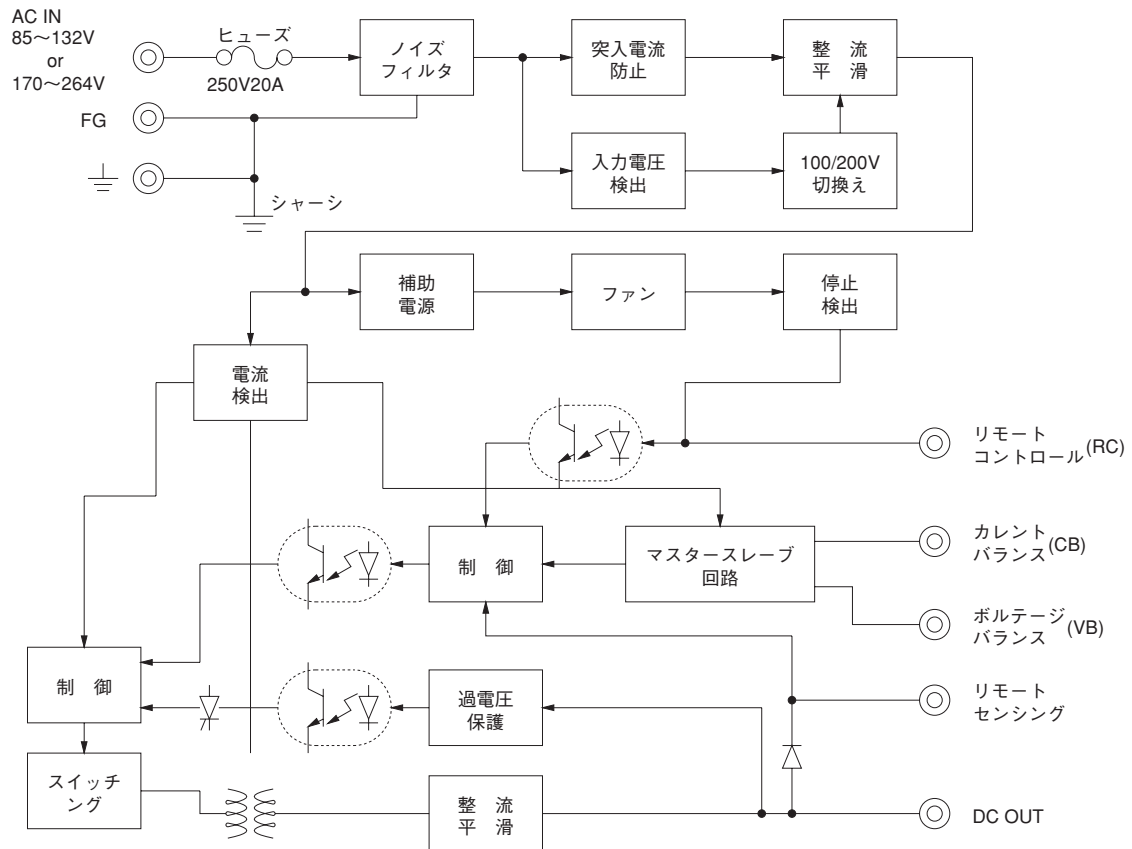 AC IN
85〜132V
or
170〜264V
ヒューズ
250V20A
ノイズ
フィルタ
突入電流
防止
整 流
平 滑
FG
入力電圧
検出
100/200V
切換え
シャーシ
補助
電源
ファン
停止
検出
電流
検出
リモート
コントロール(RC)
制 御
マスタースレーブ
回路
カレント
バランス(CB)
ボルテージ
バランス(VB)
制 御
過電圧
保護
リモート
センシング
スイッチ
ング
整 流
平 滑
DC OUT